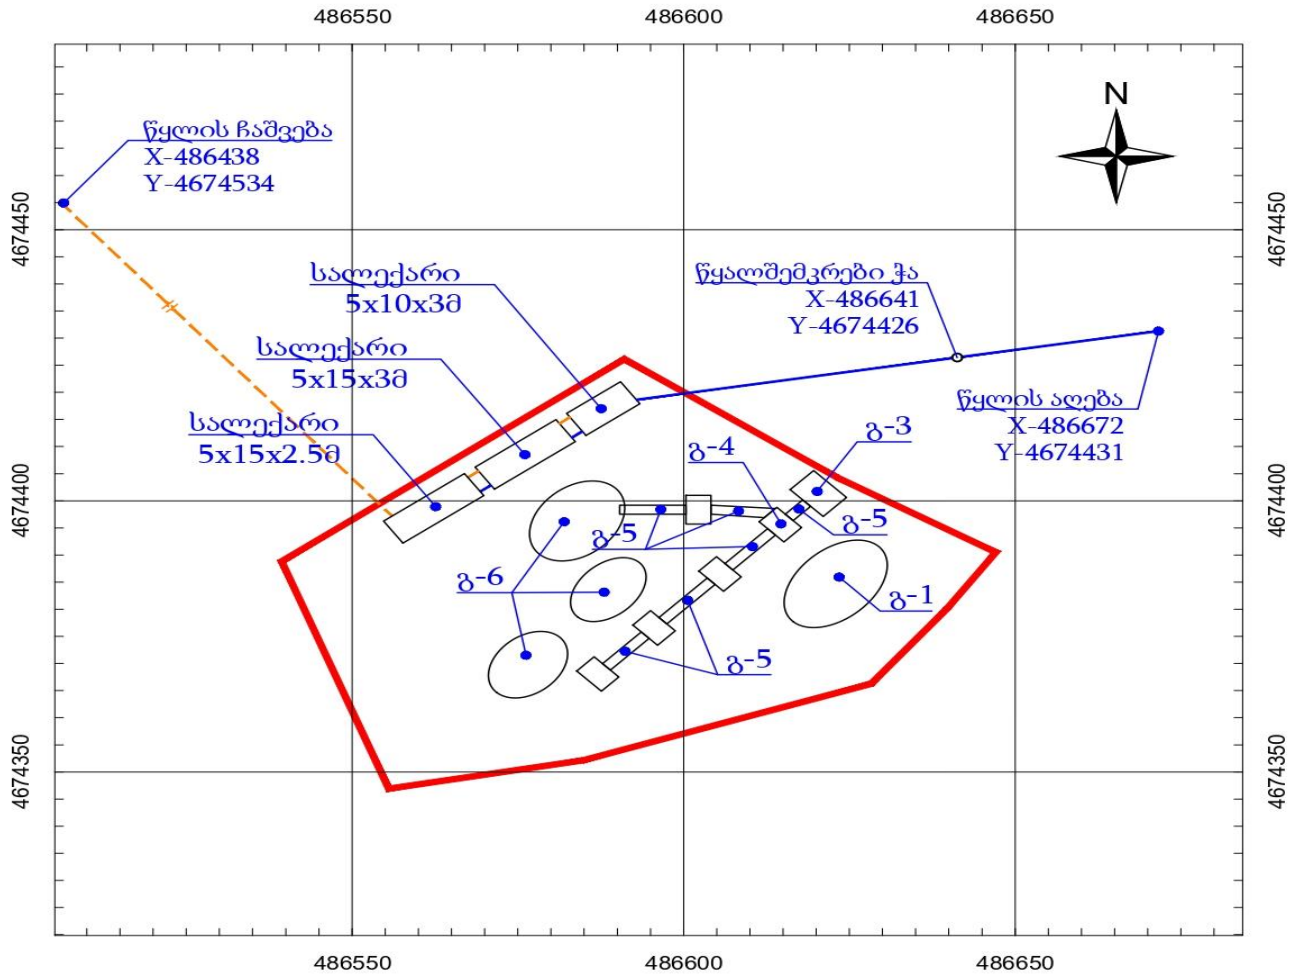 486550 486600 486650
N
წყლის ჩაშვება
X-486438
Y-4674534
4674450
4674450
სალექარი
5x10x3მ
წყალშემკრები ჭა
X-486641
Y-4674426
სალექარი
5x15x3მ
წყლის აღება
X-486672
Y-4674431
სალექარი
5x15x2.5მ
გ-3
გ-4
4674400
4674400
გ-5
გ-5
გ-6
გ-1
გ-5
4674350
4674350
486550 486600 486650